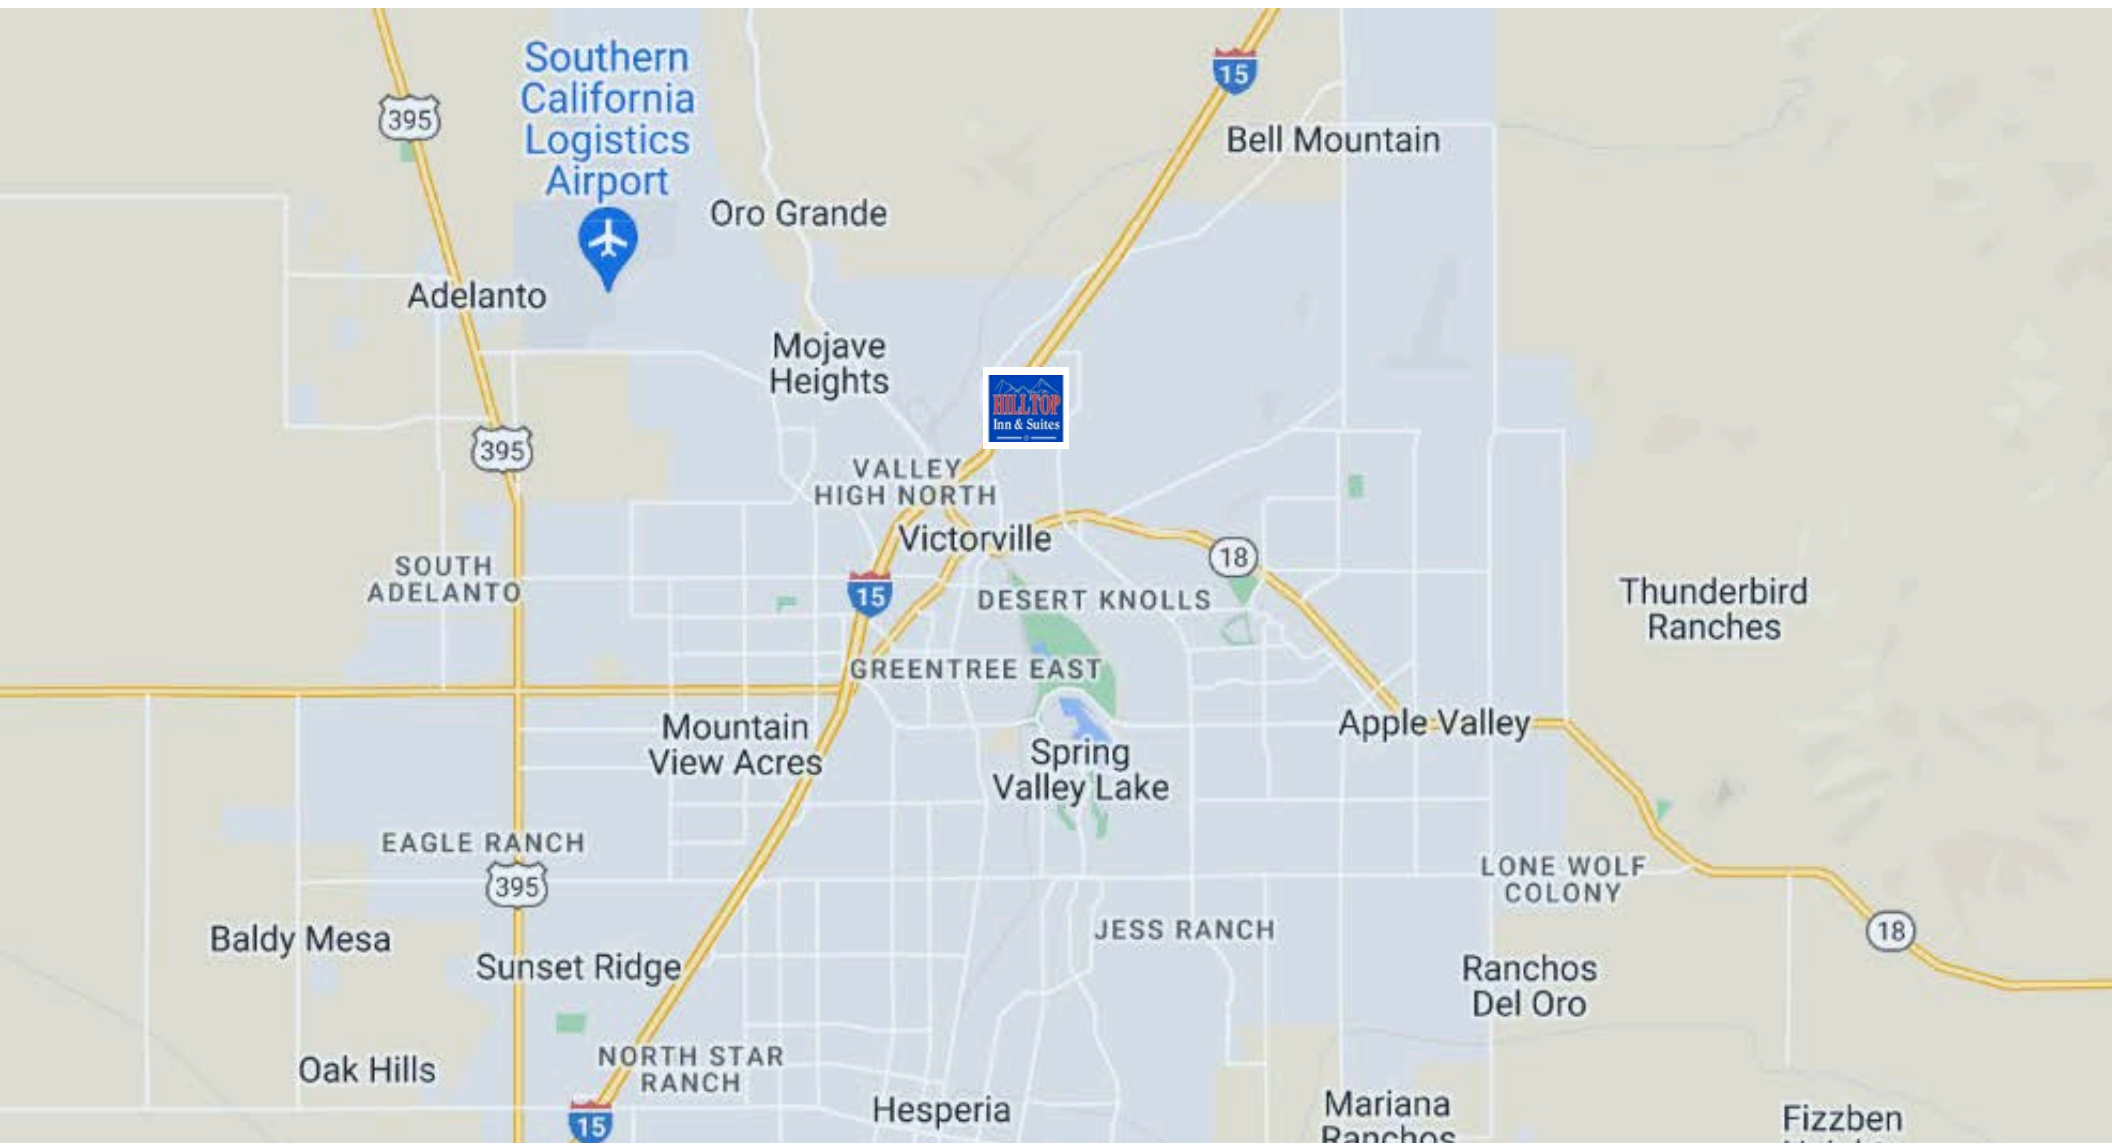 Southern
California
Logistics
Airport
15
395
Bell Mountain
Oro Grande
Adelanto
Mojave
Heights
HILLTOP
Inn & Suites
395
VALLEY
HIGH NORTH
Victorville
18
SOUTH
ADELANTO
15
DESERT KNOLLS
Thunderbird
Ranches
GREENTREE EAST
Mountain
View Acres
Apple Valley
Spring
Valley Lake
EAGLE RANCH
395
LONE WOLF
COLONY
Baldy Mesa
Sunset Ridge
JESS RANCH
18
Ranchos
Del Oro
Oak Hills
NORTH STAR
RANCH
15
Hesperia
Mariana
Ranchos
Fizzben